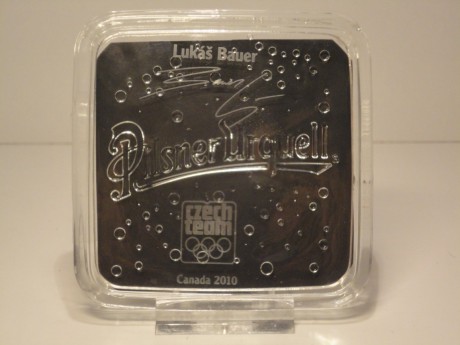 Lukáš Bauer
Pilsner Urquell
czech
team
Canada 2010